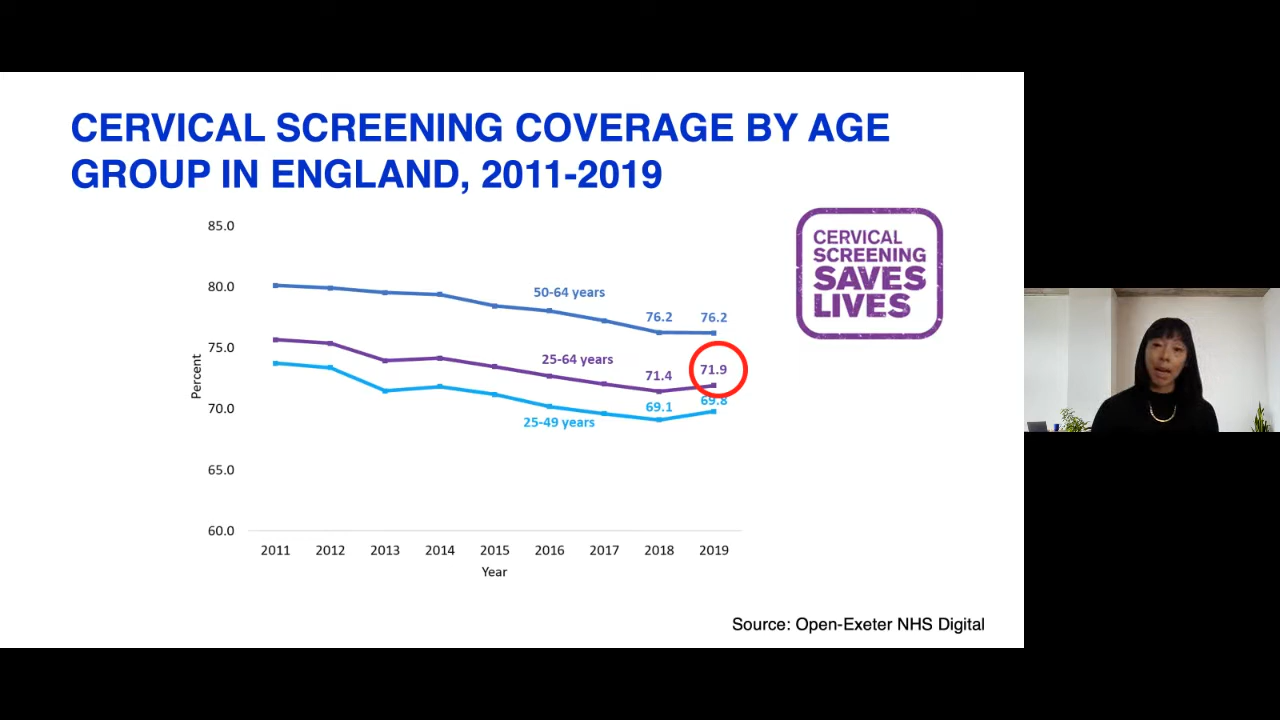 CERVICAL SCREENING COVERAGE BY AGE
GROUP IN ENGLAND, 2011-2019
CERVICAL
SCREENING
SAVES
LIVES
Percent
85.0
80.0
75.0
70.0
65.0
60.0
50-64 years
76.2
76.2
25-64 years
71.4
71.9
25-49 years
69.1
69.8
2011 2012 2013 2014 2015 2016 2017 2018 2019
Year
Source: Open-Exeter NHS Digital